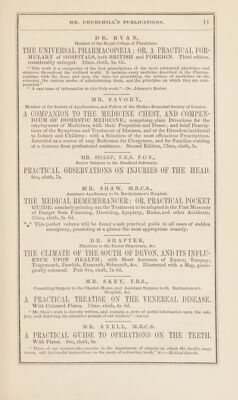 MR. CHURCHILL'S PUBLICATIONS. 11
DR. RYAN,
Member of the Royal College of Physicians.
THE UNIVERSAL PHARMACOPŒIA; OR, A PRACTICAL FOR-
MULARY of HOSPITALS, both BRITISH and FOREIGN. Third edition,
considerably enlarged. 32mo. cloth, 5s. 6d.
"This work is a conspectus of the best prescriptions of the most celebrated physicians and
surgeons throughout the civilized world. It includes every medicine described in the Pharma-
copœias, with the doses and uses, the rules for prescribing, the actions of medicines on the
economy, the various modes of administering them, and the principles on which they are com-
pounded."
"A vast mass of information in this little work."—Dr. Johnson's Review.
MR. SAVORY,
Member of the Society of Apothecaries, and Fellow of the Medico-Botanical Society of London.
A COMPANION TO THE MEDICINE CHEST, AND COMPEN-
DIUM OF DOMESTIC MEDICINE; comprising plain Directions for the
employment of Medicines, with their Properties and Doses; and brief Descrip-
tions of the Symptoms and Treatment of Diseases, and of the Disorders incidental
to Infants and Children; with a Selection of the most efficacious Prescriptions.
Intended as a source of easy Reference for Clergymen, and for Families residing
at a distance from professional assistance. Second Edition, 12mo. cloth, 5s.
MR. SHARP, F.R.S., F.G.S.,
Senior Surgeon to the Bradford Infirmary.
PRACTICAL OBSERVATIONS ON INJURIES OF THE HEAD.
8vo. cloth, 7s.
MR. SHAW, M.R.C.S.,
Assistant Apothecary to St. Bartholomew's Hospital.
THE MEDICAL REMEMBRANCER; OR, PRACTICAL POCKET
GUIDE: concisely pointing out the Treatment to be adopted in the First Moments
of Danger from Poisoning, Drowning, Apoplexy, Burns, and other Accidents.
32mo. cloth, 2s. 6d.
*** This pocket volume will be found a safe practical guide in all cases of sudden
emergency, presenting at a glance the most appropriate remedy.
DR. SHAPTER,
Physician to the Exeter Dispensary, &c.
THE CLIMATE OF THE SOUTH OF DEVON, AND ITS INFLU-
ENCE UPON HEALTH; with Short Accounts of Exeter, Torquay,
Teignmouth, Dawlish, Exmouth, Sidmouth, &c. Illustrated with a Map, geolo-
gically coloured. Post 8vo. cloth, 7s. 6d.
MR. SKEY, F.R.S.,
Consulting Surgeon to the Charter-House, and Assistant Surgeon to St. Bartholomew's
Hospital, &c.
A PRACTICAL TREATISE ON THE VENEREAL DISEASE.
With Coloured Plates. 12mo. cloth, 4s. 6d.
"Mr. Skey's work is cleverly written, and contains a mass of useful information upon the sub-
ject, well deserving the attentive perusal of our readers."—Lancet.
MR. SNELL, M.R.C.S.
A PRACTICAL GUIDE TO OPERATIONS ON THE TEETH.
With Plates. 8vo. cloth, 8s.
"Those of our readers who practise in the department of surgery on which Mr. Snell's essay
treats, will find useful instructions on the mode of extracting teeth," &c.—Medical Gazette.